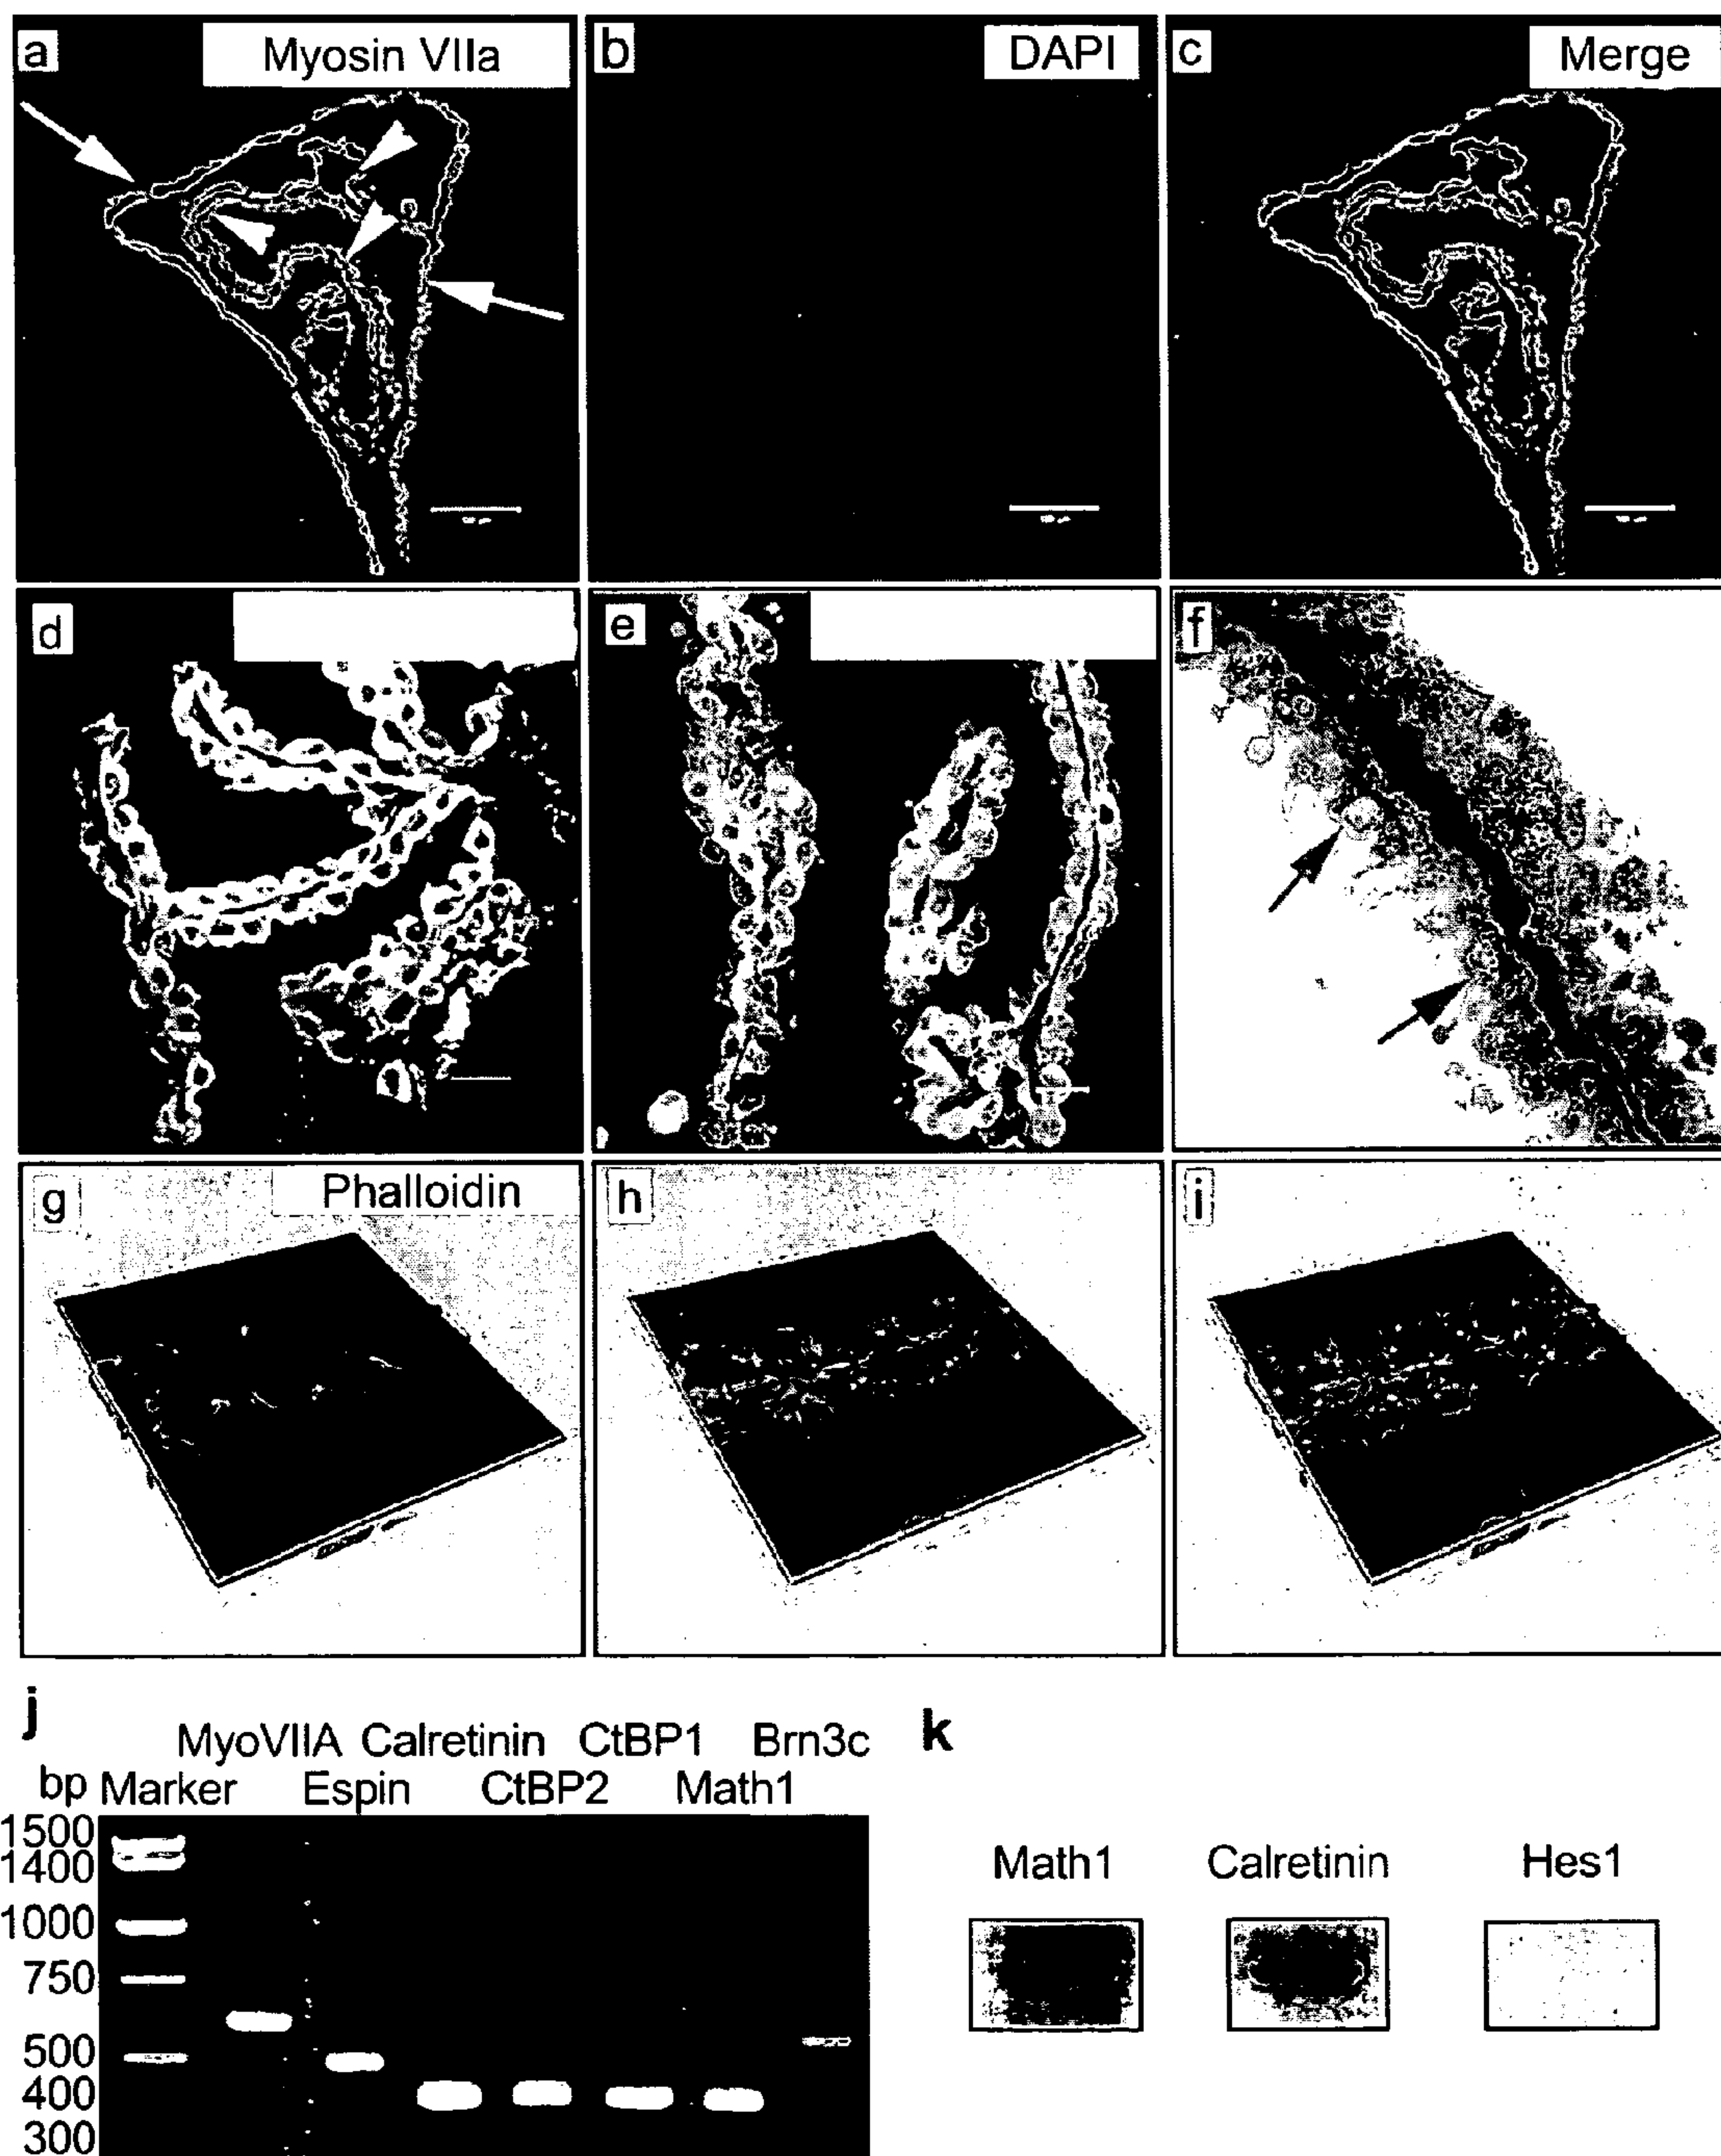 a Myosin VIIa b DAPI c Merge
d e f
g Phalloidin h i
j
MyoVIIA Calretinin CtBP1 Brn3c k
bp Marker Espin CtBP2 Math1
1500
1400
Math1 Calretinin Hes1
1000
750
500
400
300